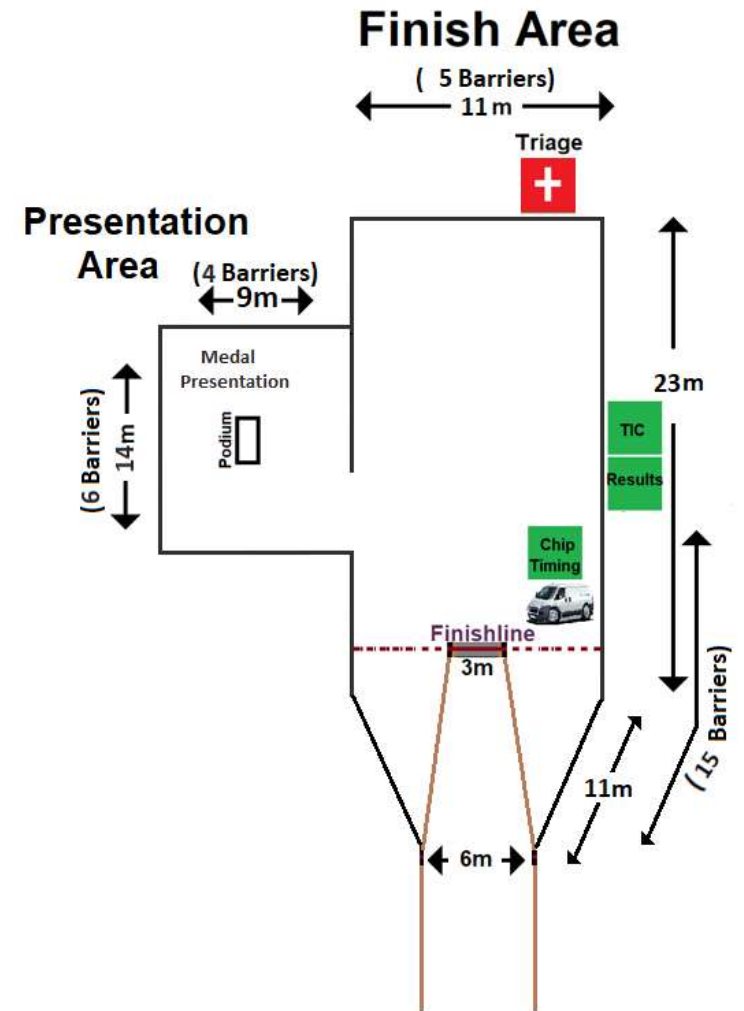 Finish Area
( 5 Barriers)
11 m
Triage
Presentation
Area
(4 Barriers)
9m
Medal
Presentation
Podium
(6 Barriers)
14m
23m
TIC
Results
Chip
Timing
Finishline
3m
(15 Barriers)
11m
6m